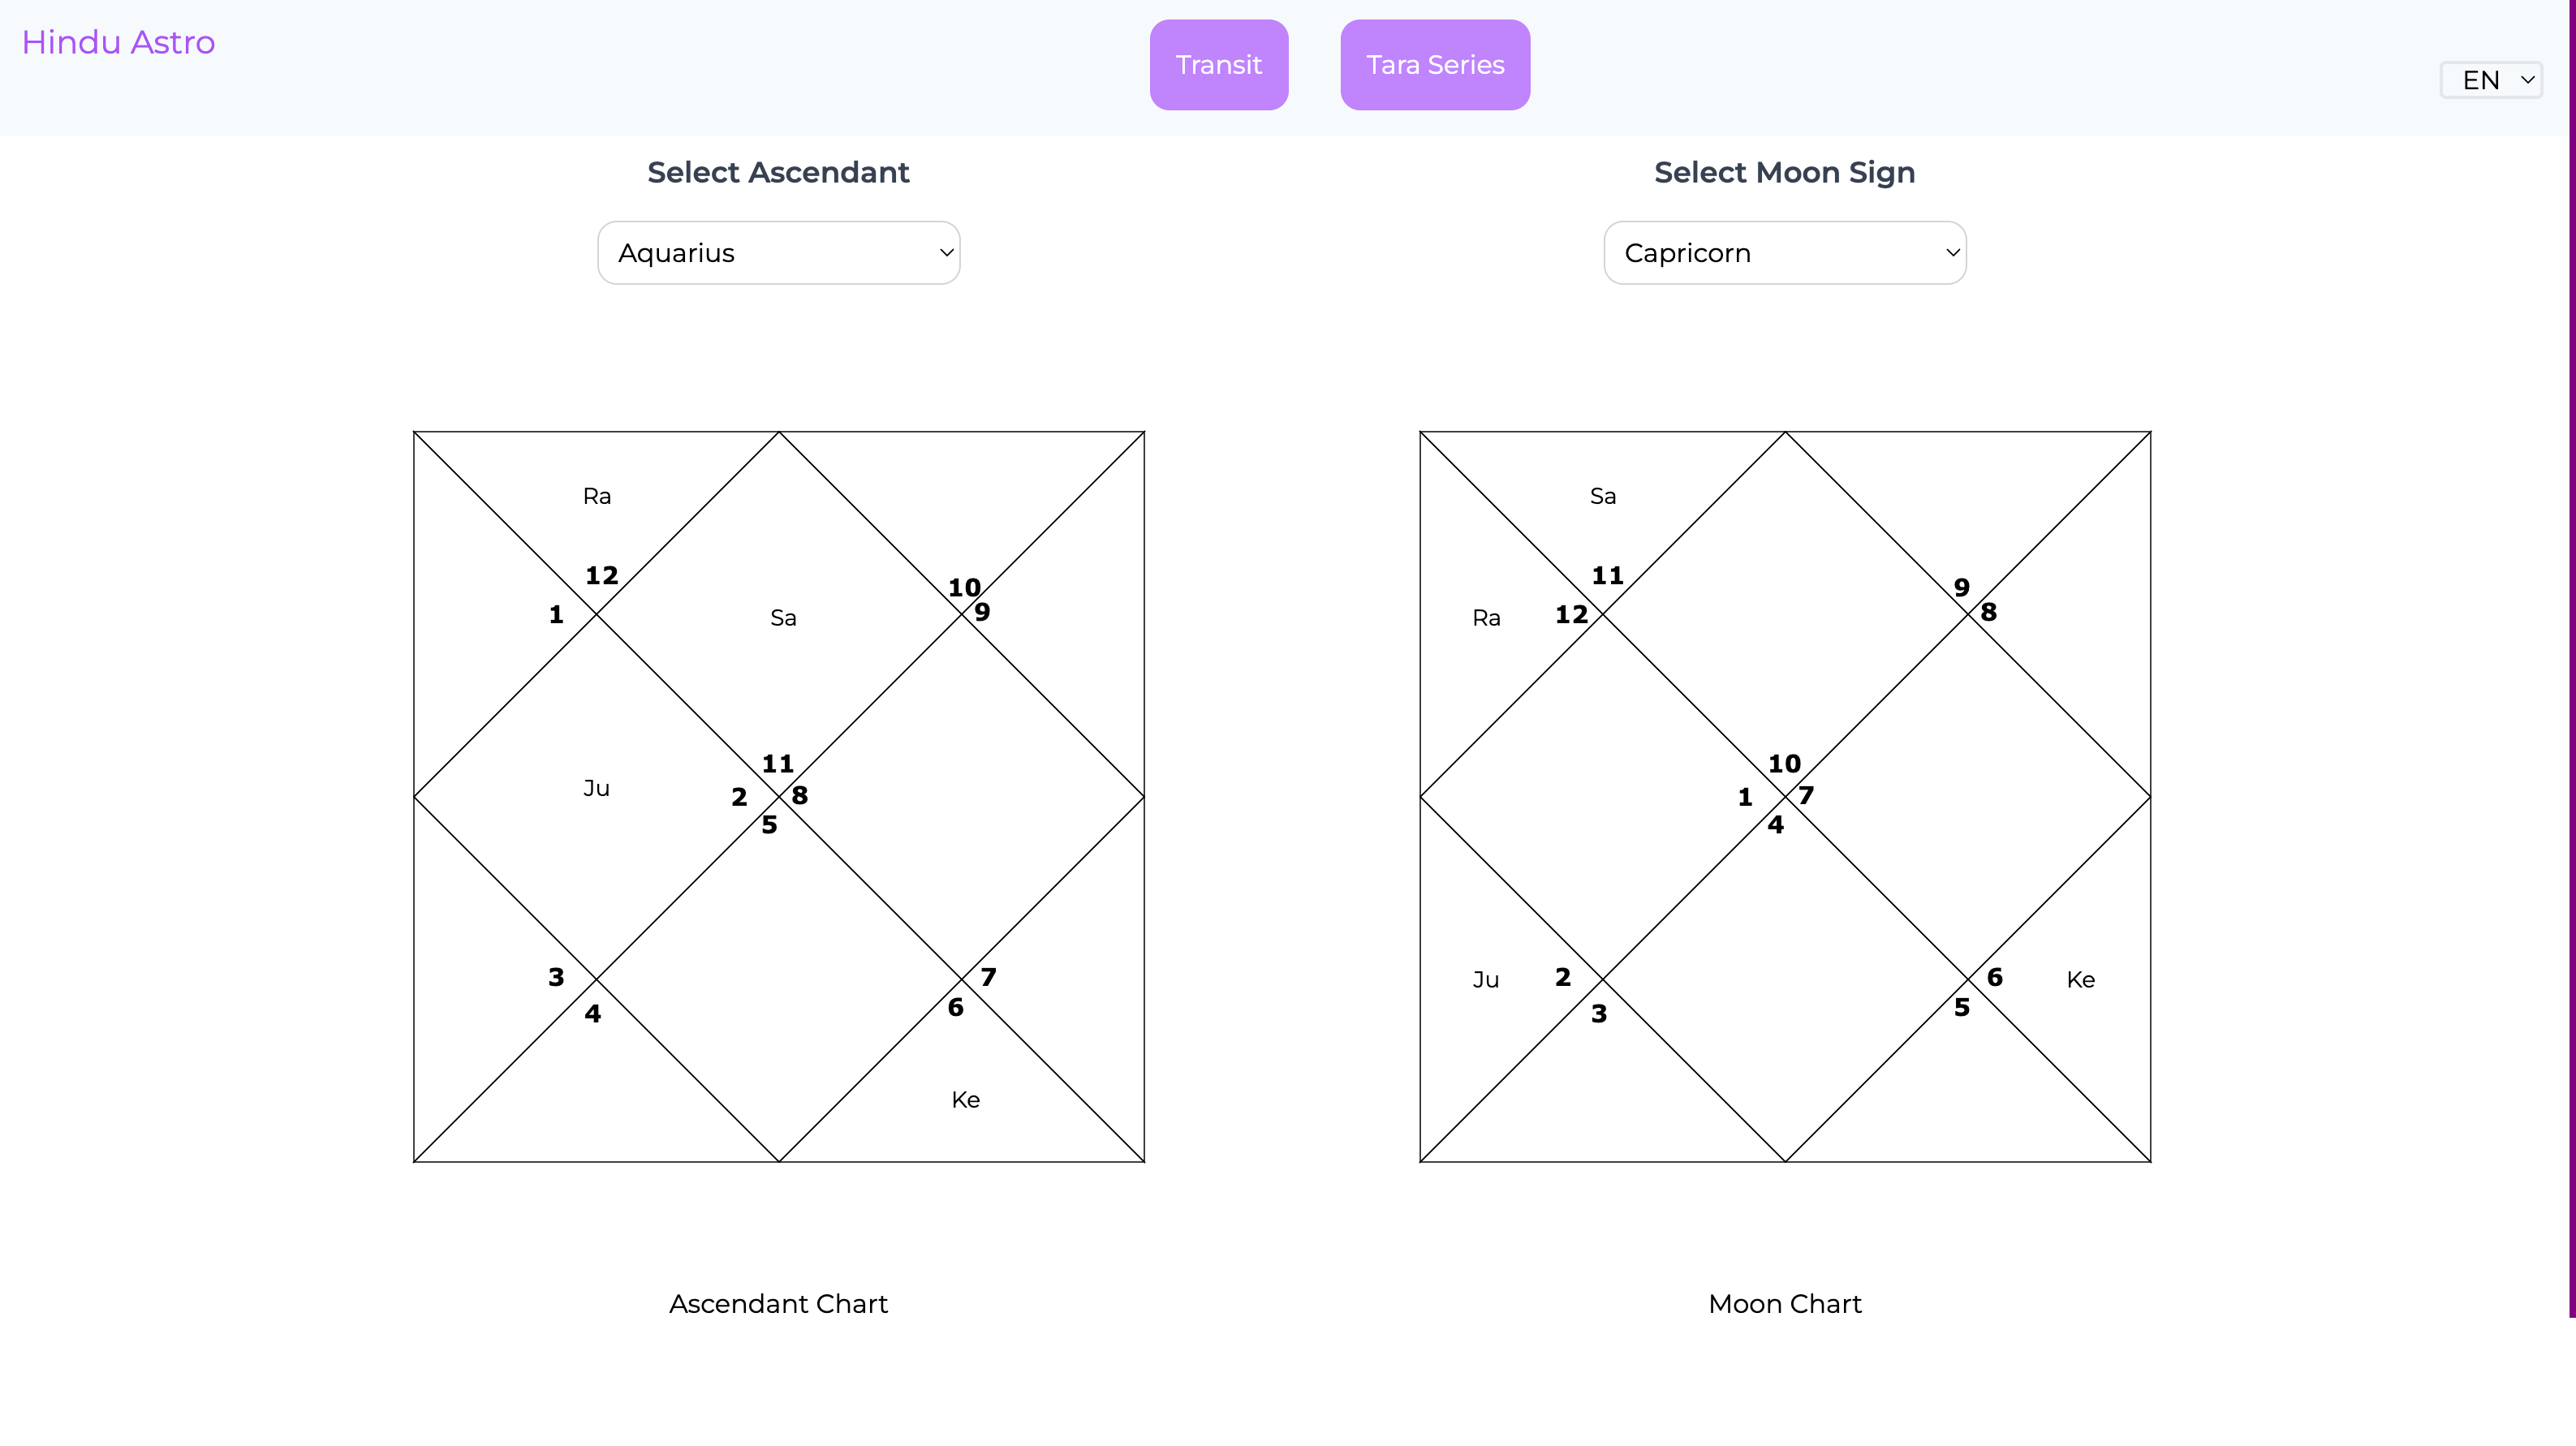 Hindu Astro
Transit
Tara Series
EN
Select Ascendant
Aquarius
Select Moon Sign
Capricorn
Ra
12
10
1
9
Sa
11
Ju
2
8
5
3
7
4
6
Ke
Ascendant Chart
Sa
11
9
Ra
12
8
10
1
7
4
Ju
2
6
Ke
3
5
Moon Chart